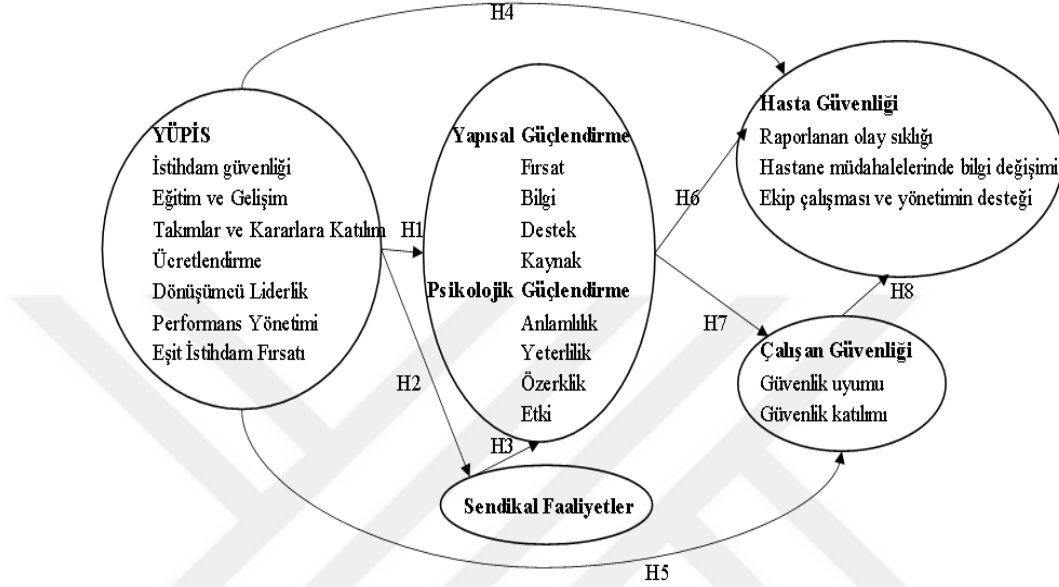 H4
YÜPİS
İstihdam güvenliği
Eğitim ve Gelişim
Takımlar ve Kararlara Katılım
Ücretlendirme
Dönüşümcü Liderlik
Performans Yönetimi
Eşit İstihdam Fırsatı
H1
H2
Yapısal Güçlendirme
Fırsat
Bilgi
Destek
Kaynak
Psikolojik Güçlendirme
Anlamlılık
Yeterlilik
Özerklik
Etki
H3
Sendikal Faaliyetler
H6
H7
Hasta Güvenliği
Raporlanan olay sıklığı
Hastane müdahalelerinde bilgi değişimi
Ekip çalışması ve yönetimin desteği
H8
Çalışan Güvenliği
Güvenlik uyumu
Güvenlik katılımı
H5